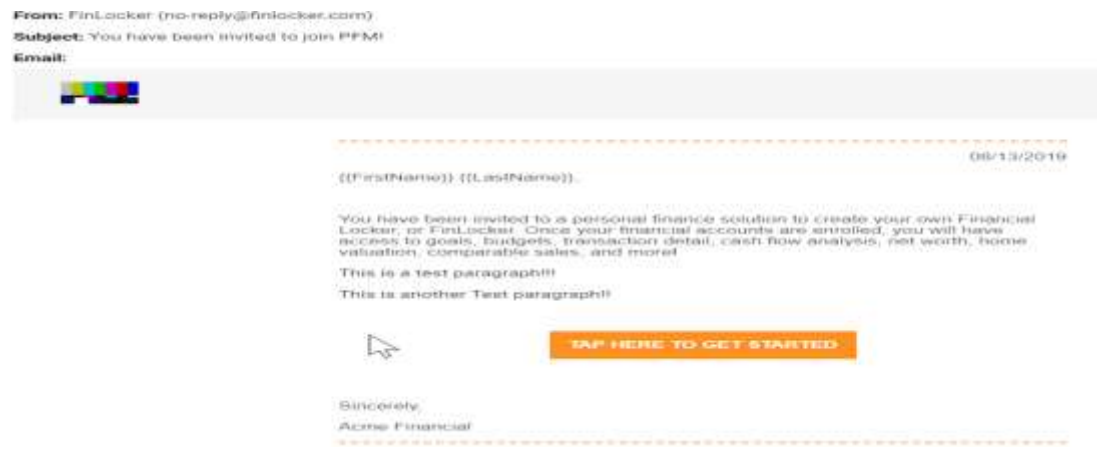 From: FinLocker (no-reply@finlocker.com)
Subject: You have been invited to join PFM!
Email:
06/13/2019
{{FirstName}} {{LastName}},
You have been invited to a personal finance solution to create your own Financial
Locker, or FinLocker. Once your financial accounts are enrolled, you will have
access to goals, budgets, transaction detail, cash flow analysis, net worth, home
valuation, comparable sales, and more!
This is a test paragraph!!!
This is another Test paragraph!!
TAP HERE TO GET STARTED
Sincerely,
Acme Financial